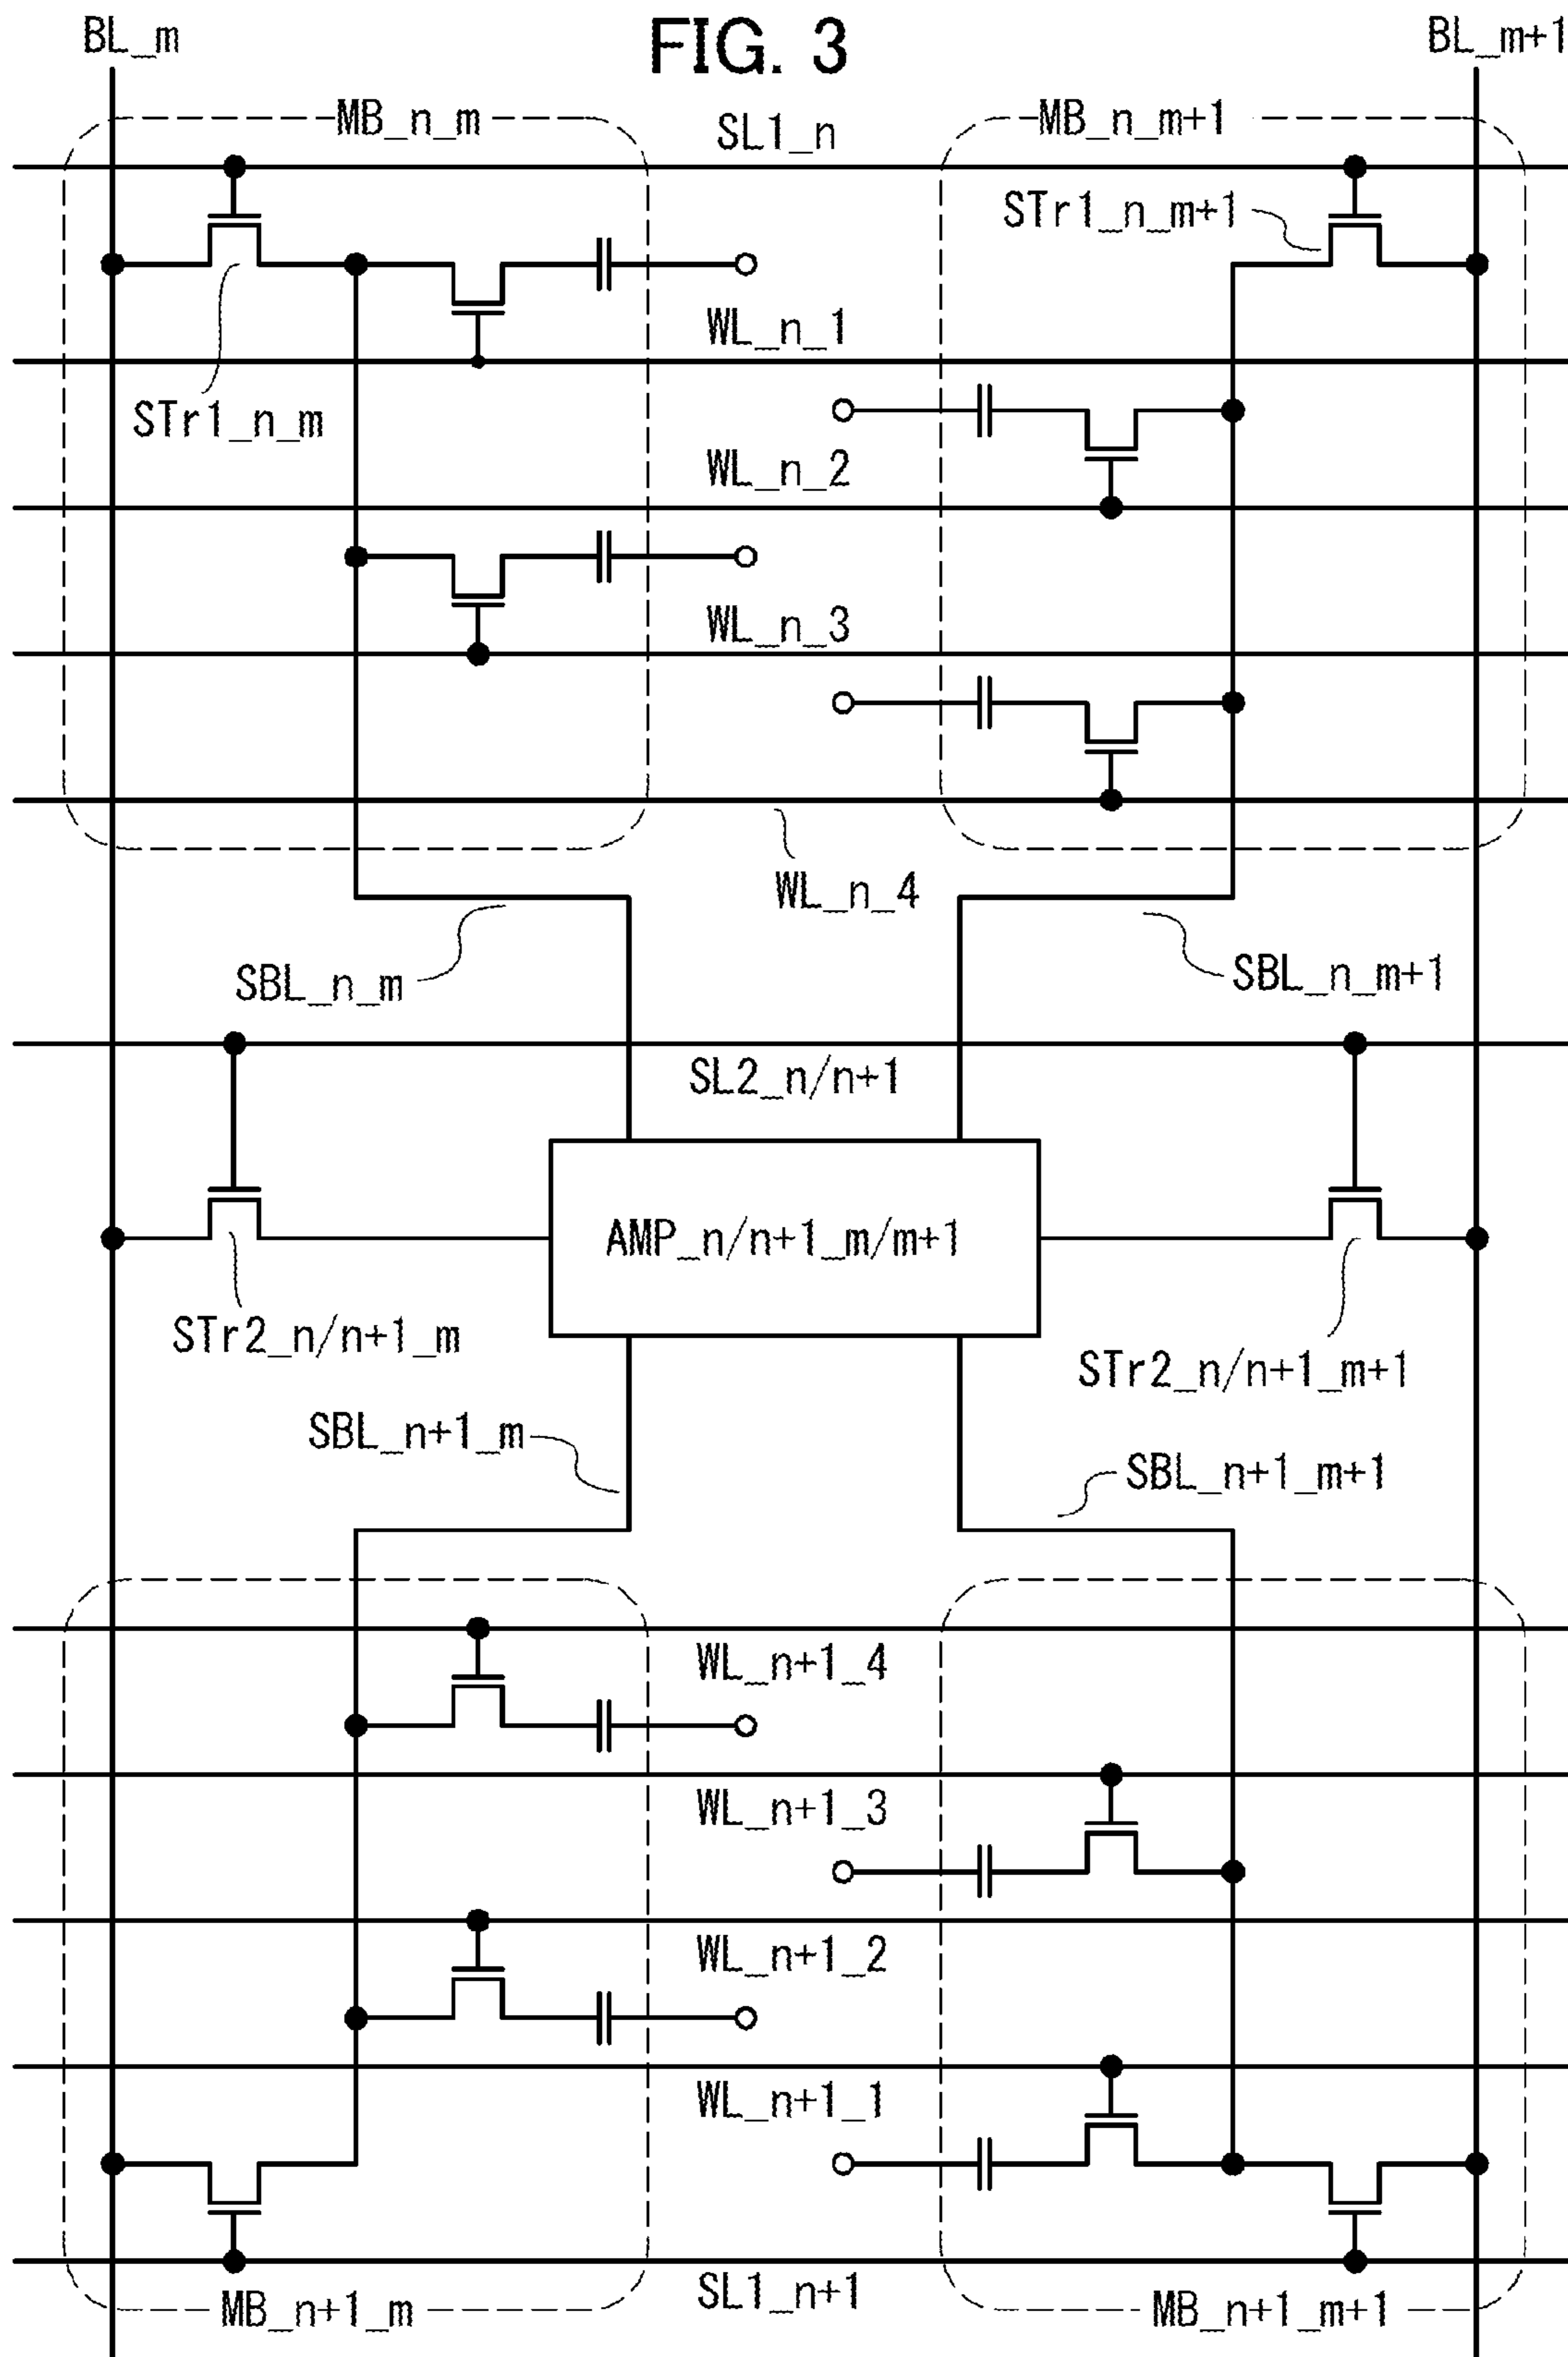 FIG. 3
BL_m
BL_m+1
MB_n_m
SL1_n
MB_n_m+1
STr1_n_m+1
WL_n_1
STr1_n_m
WL_n_2
WL_n_3
WL_n_4
SBL_n_m
SBL_n_m+1
SL2_n/n+1
AMP_n/n+1_m/m+1
STr2_n/n+1_m
STr2_n/n+1_m+1
SBL_n+1_m
SBL_n+1_m+1
WL_n+1_4
WL_n+1_3
WL_n+1_2
WL_n+1_1
SL1_n+1
MB_n+1_m
MB_n+1_m+1